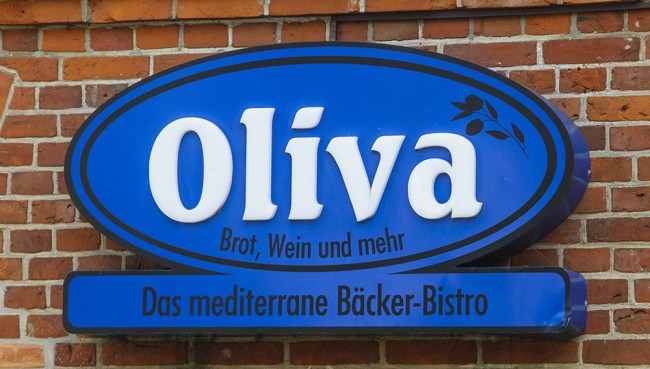 Oliva
Brot, Wein und mehr
Das mediterrane Bäcker-Bistro